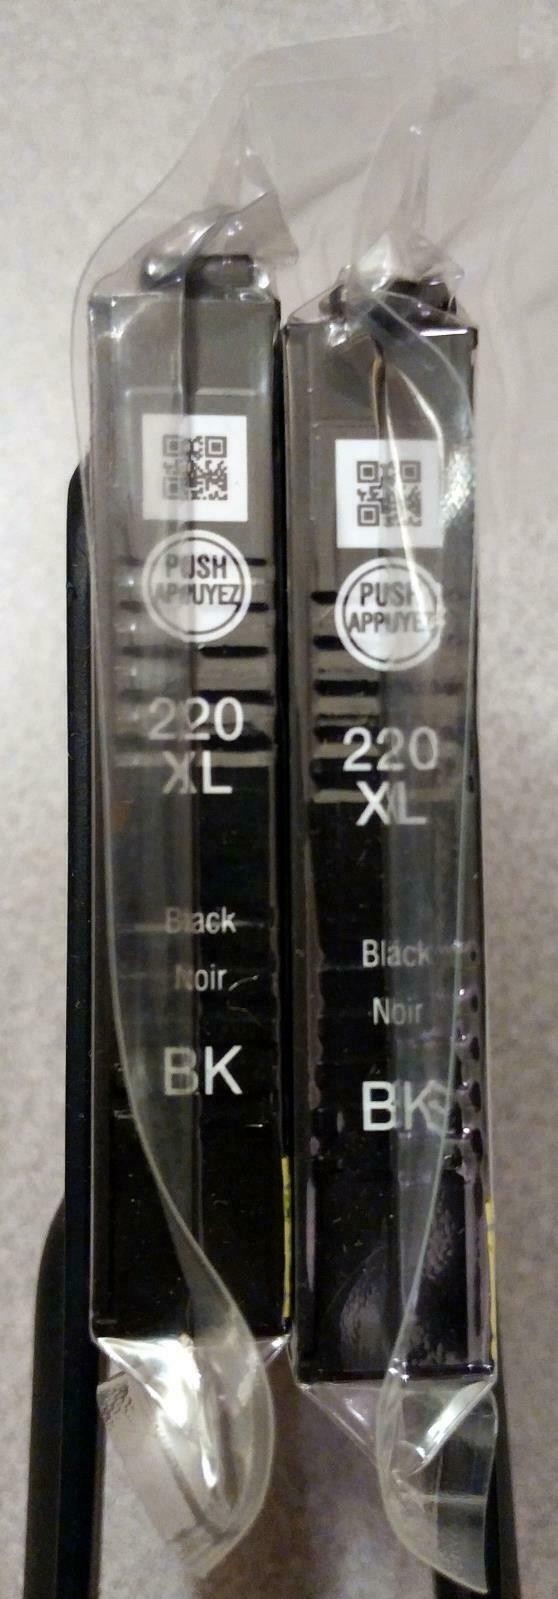 PUSH
APPUYEZ
220
XL
Black
Noir
BK
PUSH
APPUYEZ
220
XL
Black
Noir
BK